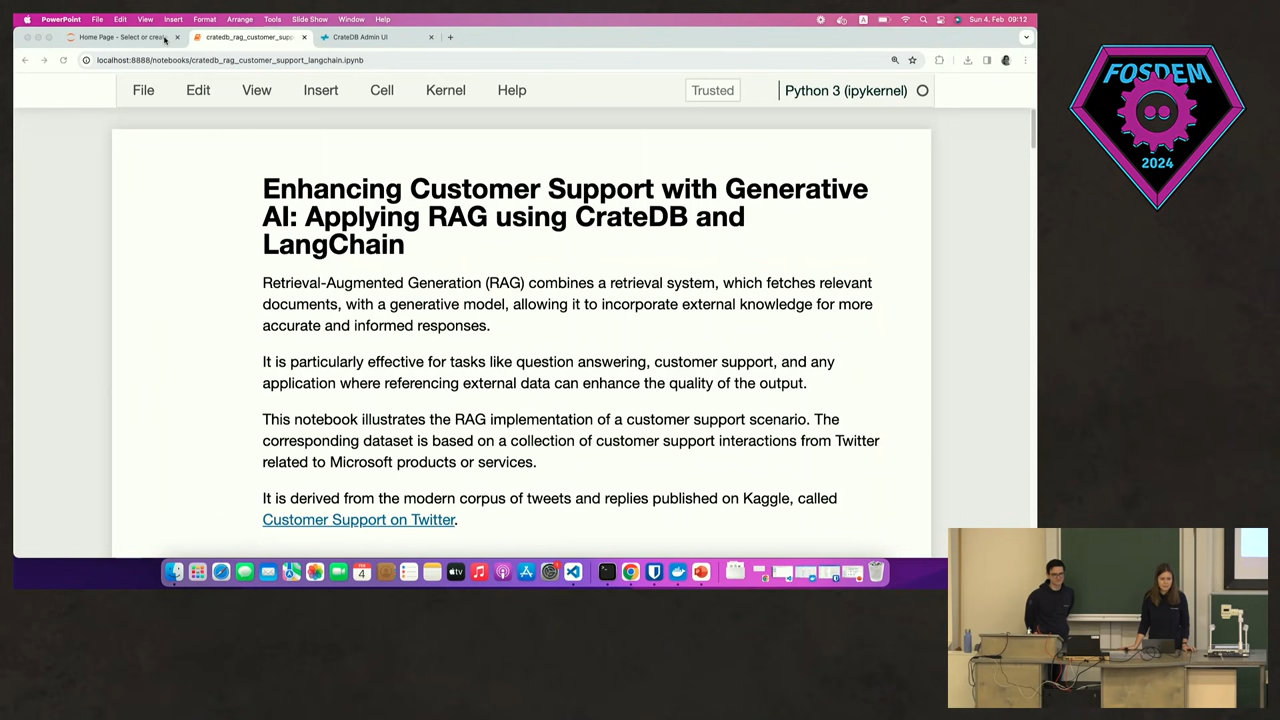 PowerPoint File Edit View Insert Format Arrange Tools Slide Show Window Help Sun 4. Feb 09:12
Home Page - Select or crea cratedb_rag_customer_supp CrateDB Admin UI
localhost:8888/notebooks/cratedb_rag_customer_support_langchain.ipynb
File Edit View Insert Cell Kernel Help Trusted Python 3 (ipykernel)
Enhancing Customer Support with Generative
AI: Applying RAG using CrateDB and
LangChain
Retrieval-Augmented Generation (RAG) combines a retrieval system, which fetches relevant
documents, with a generative model, allowing it to incorporate external knowledge for more
accurate and informed responses.
It is particularly effective for tasks like question answering, customer support, and any
application where referencing external data can enhance the quality of the output.
This notebook illustrates the RAG implementation of a customer support scenario. The
corresponding dataset is based on a collection of customer support interactions from Twitter
related to Microsoft products or services.
It is derived from the modern corpus of tweets and replies published on Kaggle, called
Customer Support on Twitter.
FOSDEM
2024
FEB
4
tv